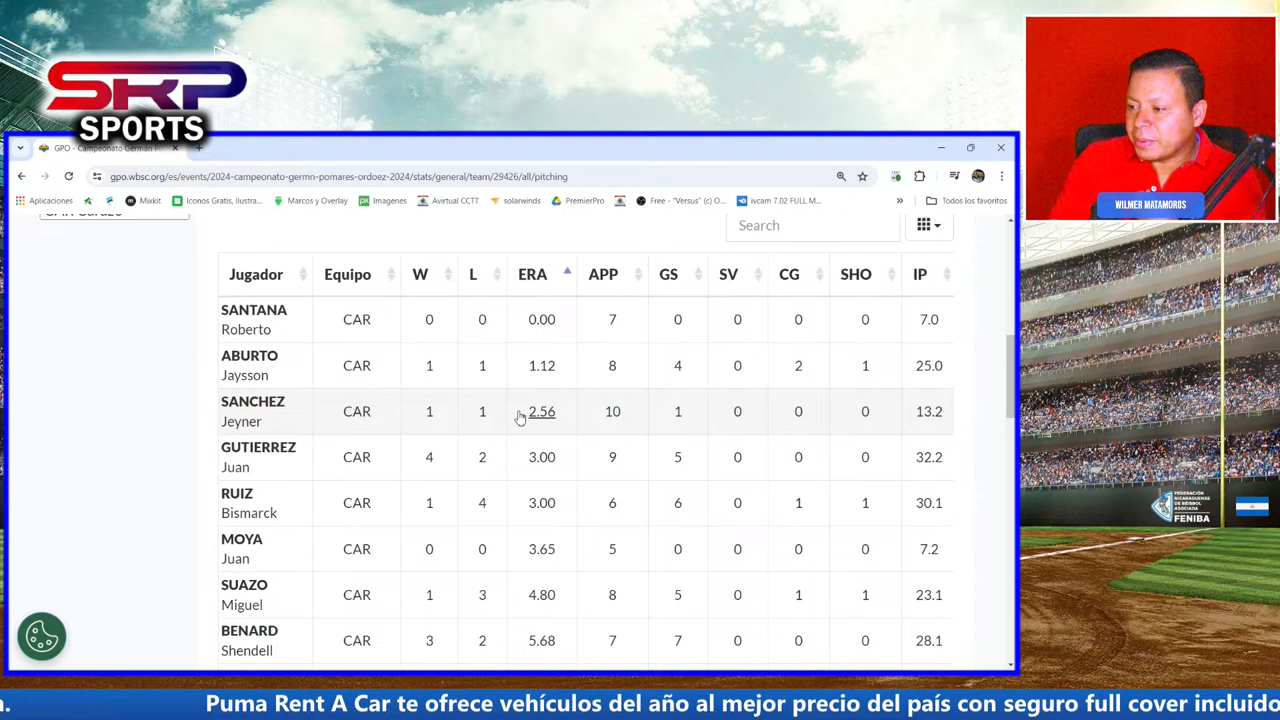 SKP
SPORTS
GPO - Campeonato Germán P
gpo.wbsc.org/es/events/2024-campeonato-germn-pomares-ordoez-2024/stats/general/team/29426/all/pitching
Aplicaciones
Mixkit
Iconos Gratis, Ilustra...
Marcos y Overlay
Imagenes
Avirtual CCTT
solarwinds
PremierPro
Free - "Versus" (c) O...
ivcam 7.02 FULL M...
»
Todos los favoritos
Search
Jugador Equipo W L ERA APP GS SV CG SHO IP
SANTANA
Roberto CAR 0 0 0.00 7 0 0 0 0 7.0
ABURTO
Jaysson CAR 1 1 1.12 8 4 0 2 1 25.0
SANCHEZ
Jeyner CAR 1 1 2.56 10 1 0 0 0 13.2
GUTIERREZ
Juan CAR 4 2 3.00 9 5 0 0 0 32.2
RUIZ
Bismarck CAR 1 4 3.00 6 6 0 1 1 30.1
MOYA
Juan CAR 0 0 3.65 5 0 0 0 0 7.2
SUAZO
Miguel CAR 1 3 4.80 8 5 0 1 1 23.1
BENARD
Shendell CAR 3 2 5.68 7 7 0 0 0 28.1
WILMER MATAMOROS
FEDERACIÓN
NICARAGUENSE
DE BÉISBOL
ASOCIADA
FENIBA
Puma Rent A Car te ofrece vehículos del año al mejor precio del país con seguro full cover incluido